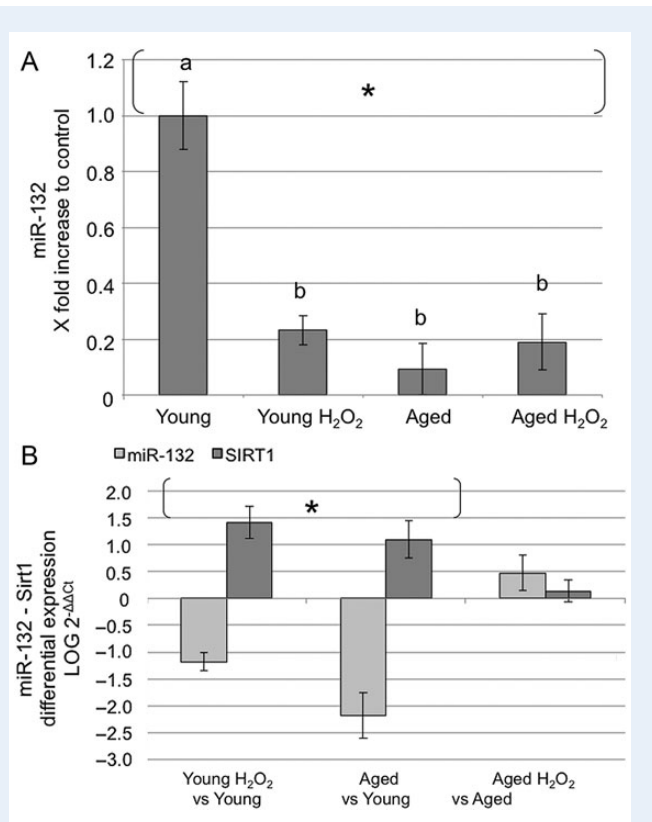 A
miR-132
X fold increase to control
1.2
1.0
0.8
0.6
0.4
0.2
0
a
*
b
b
b
Young
Young H₂O₂
Aged
Aged H₂O₂
B
miR-132
SIRT1
miR-132 - Sirt1
differential expression
LOG 2⁻ΔΔCt
2.0
1.5
1.0
0.5
0
−0.5
−1.0
−1.5
−2.0
−2.5
−3.0
*
Young H₂O₂
vs Young
Aged
vs Young
Aged H₂O₂
vs Aged